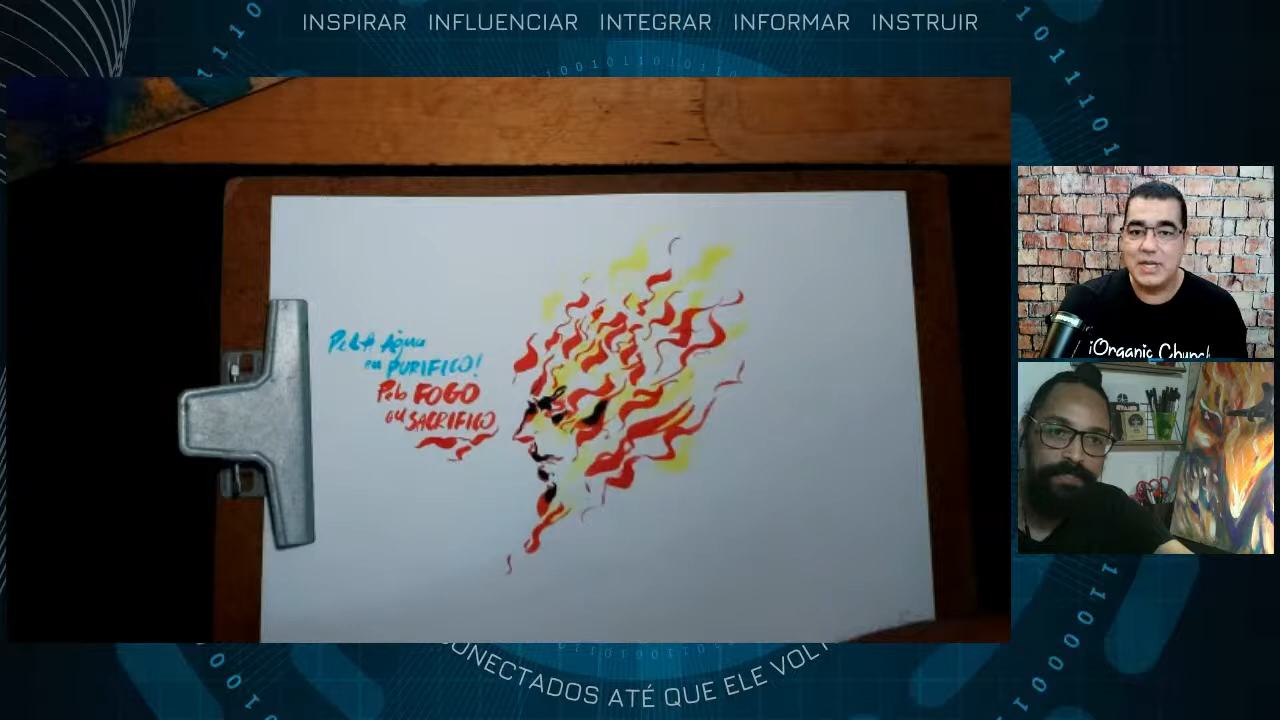 INSPIRAR INFLUENCIAR INTEGRAR INFORMAR INSTRUIR
PELA Água
eu PURIFICO!
Pelo FOGO
eu SACRIFICO
iOrganic Church
CONECTADOS ATÉ QUE ELE VOLT